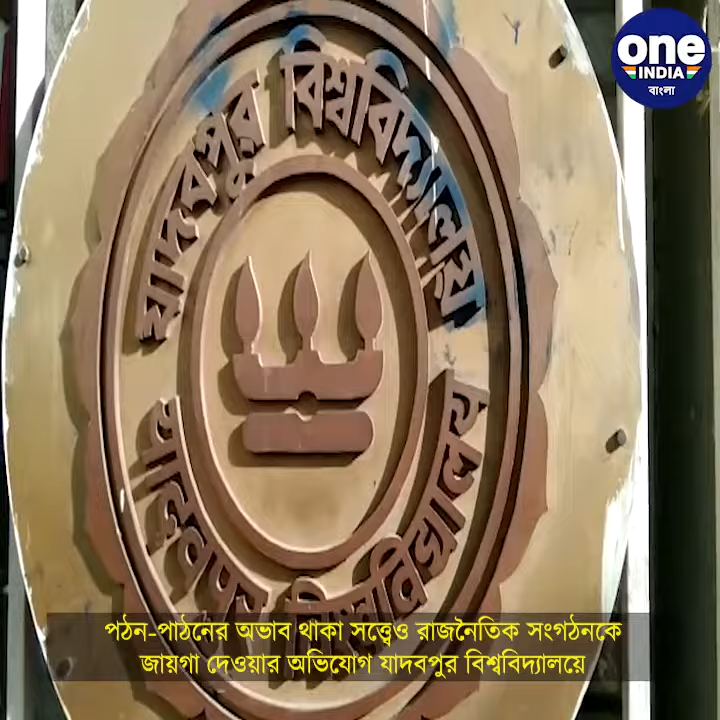 one
INDIA
বাংলা
যাদবপুর বিশ্ববিদ্যালয়
যাদবপুর বিশ্ববিদ্যালয়
পঠন-পাঠনের অভাব থাকা সত্ত্বেও রাজনৈতিক সংগঠনকে
জায়গা দেওয়ার অভিযোগ যাদবপুর বিশ্ববিদ্যালয়ে